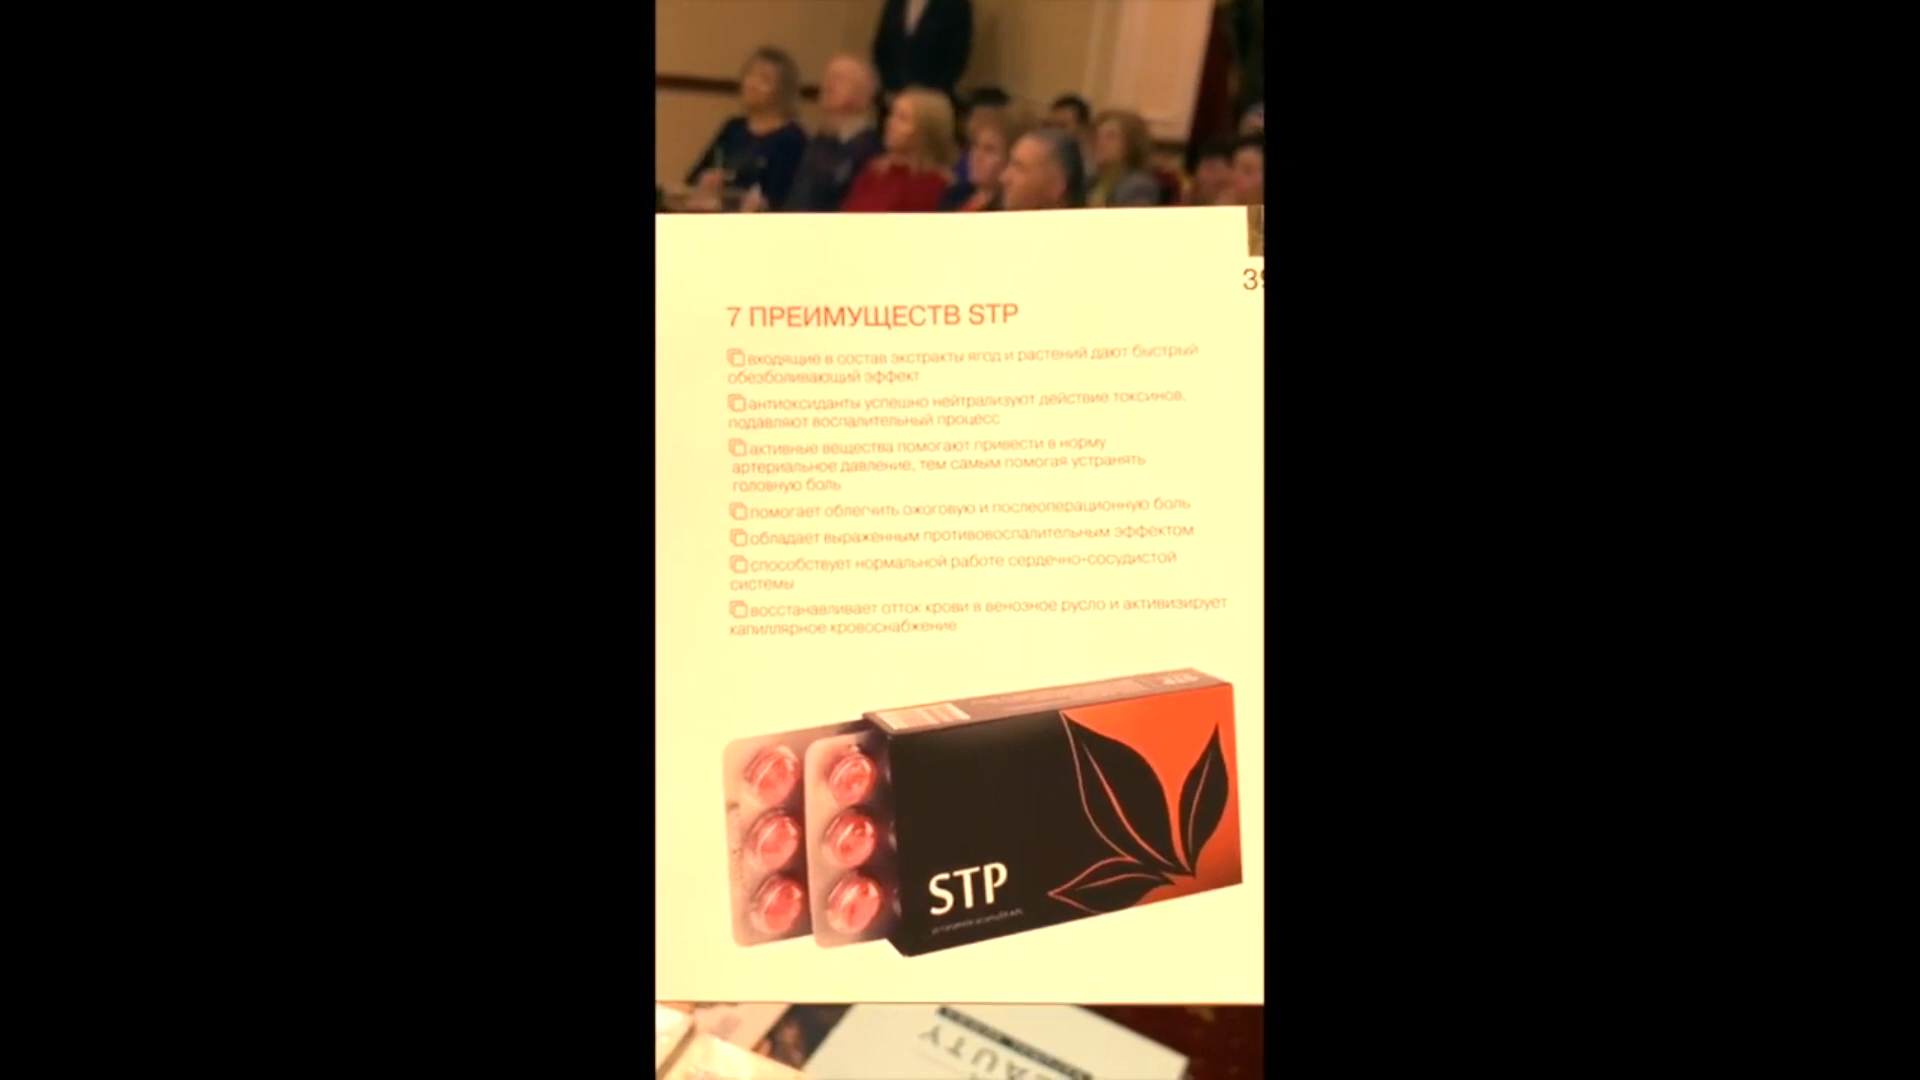 39
7 ПРЕИМУЩЕСТВ STP
входящие в состав экстракты ягод и растений дают быстрый
обезболивающий эффект
антиоксиданты успешно нейтрализуют действие токсинов,
подавляют воспалительный процесс
активные вещества помогают привести в норму
артериальное давление, тем самым помогая устранять
головную боль
помогает облегчить ожоговую и послеоперационную боль
обладает выраженным противовоспалительным эффектом
способствует нормальной работе сердечно-сосудистой
системы
восстанавливает отток крови в венозное русло и активизирует
капиллярное кровоснабжение
STP
STP
EAUTY